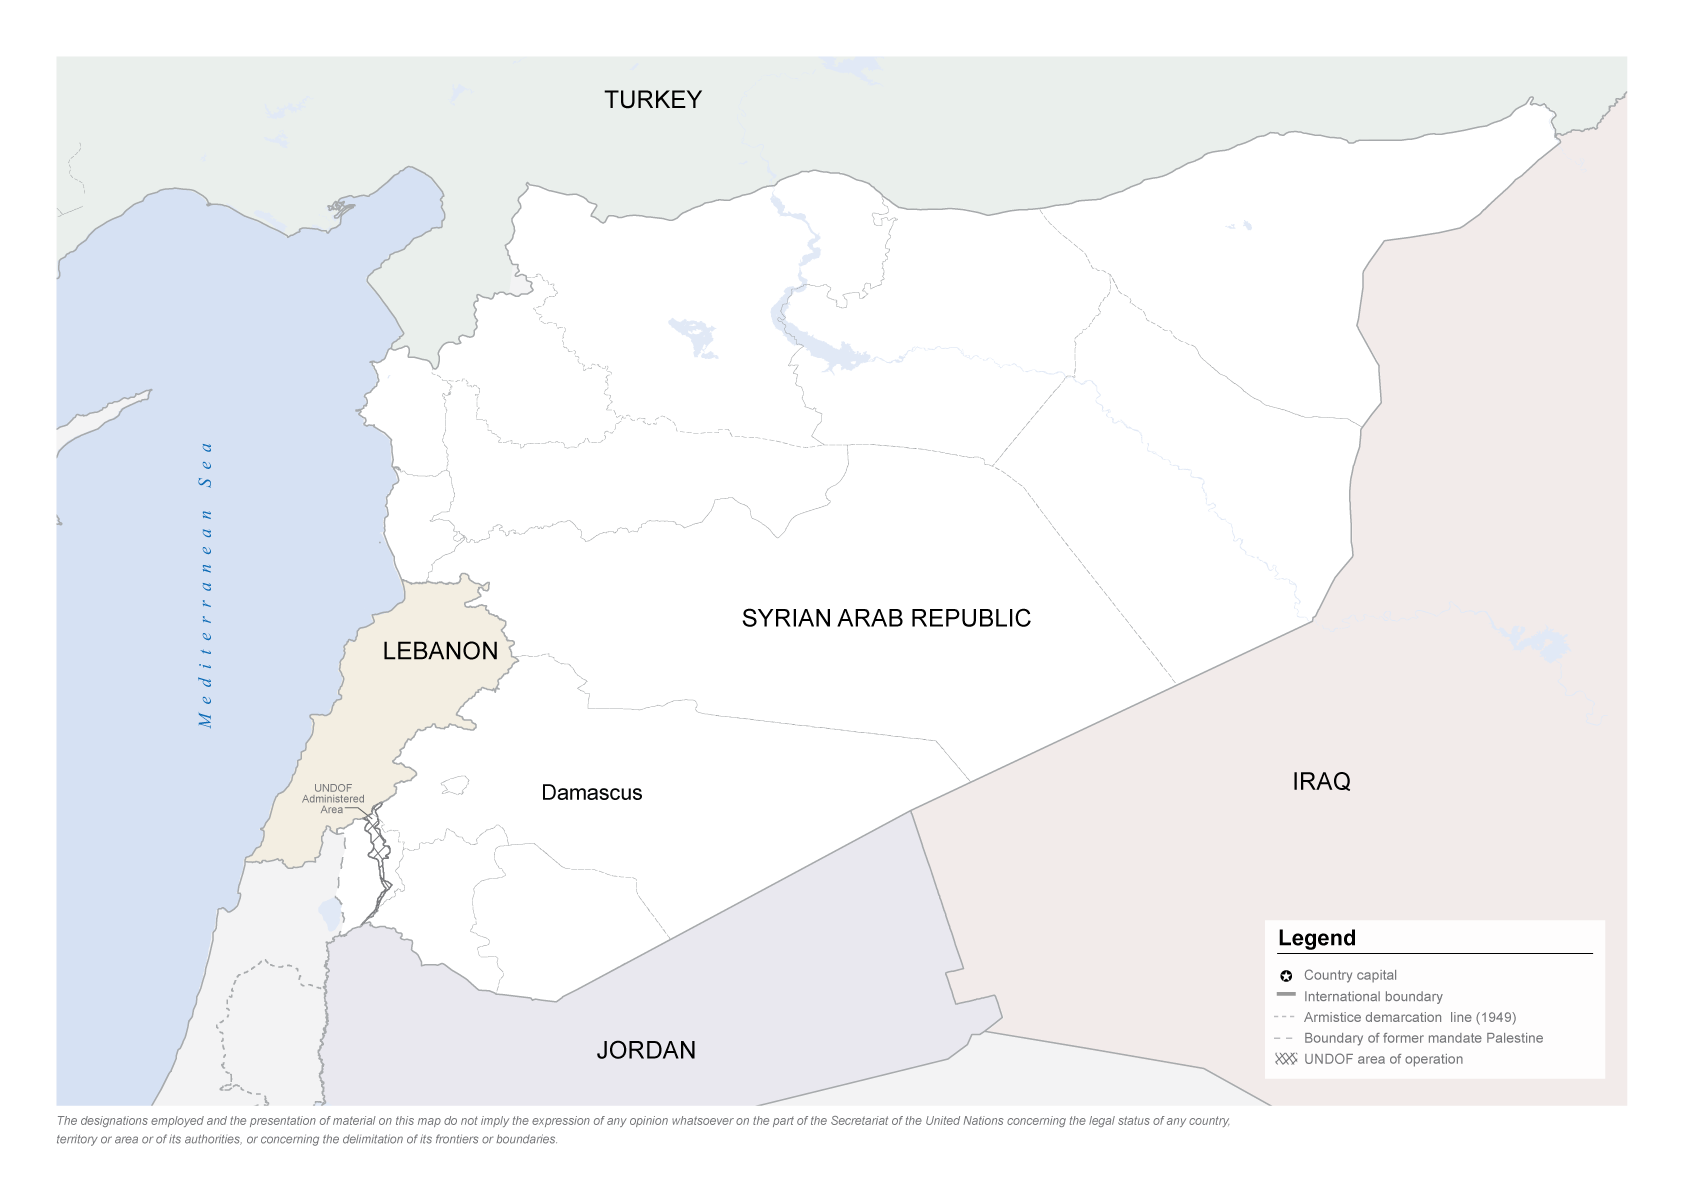 TURKEY
Mediterranean Sea
SYRIAN ARAB REPUBLIC
LEBANON
IRAQ
UNDOF
Administered
Area
Damascus
JORDAN
Legend
Country capital
International boundary
Armistice demarcation line (1949)
Boundary of former mandate Palestine
UNDOF area of operation
The designations employed and the presentation of material on this map do not imply the expression of any opinion whatsoever on the part of the Secretariat of the United Nations concerning the legal status of any country,
territory or area or of its authorities, or concerning the delimitation of its frontiers or boundaries.